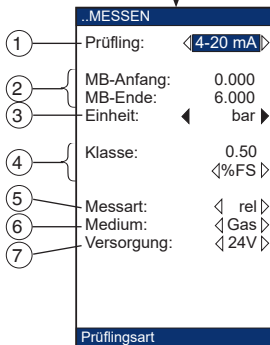 ..MESSEN
1 Prüfling: 4-20 mA
2 MB-Anfang: 0.000
MB-Ende: 6.000
3 Einheit: bar
4 Klasse: 0.50
%FS
5 Messart: rel
6 Medium: Gas
7 Versorgung: 24V
Prüflingsart